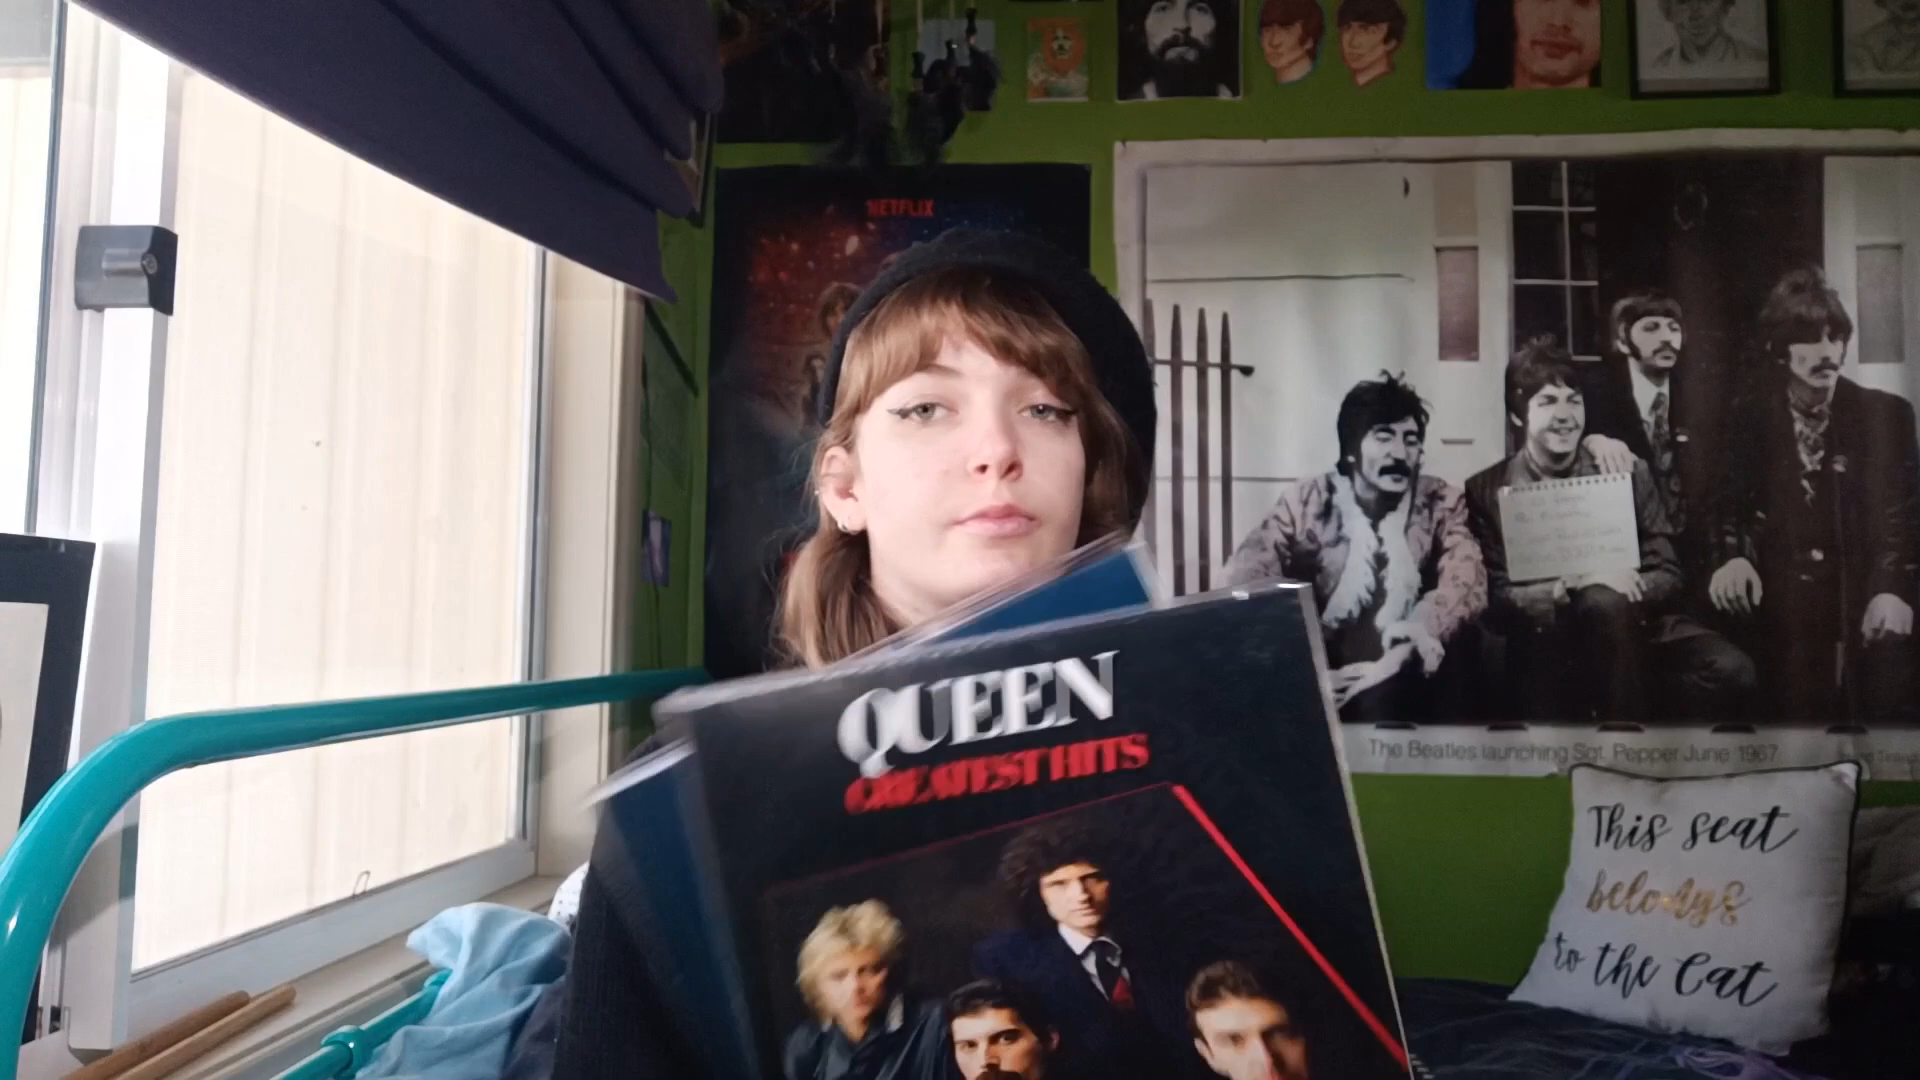 NETFLIX
QUEEN
GREATEST HITS
The Beatles launching Sgt. Pepper June 1967
This seat
belongs
to the Cat